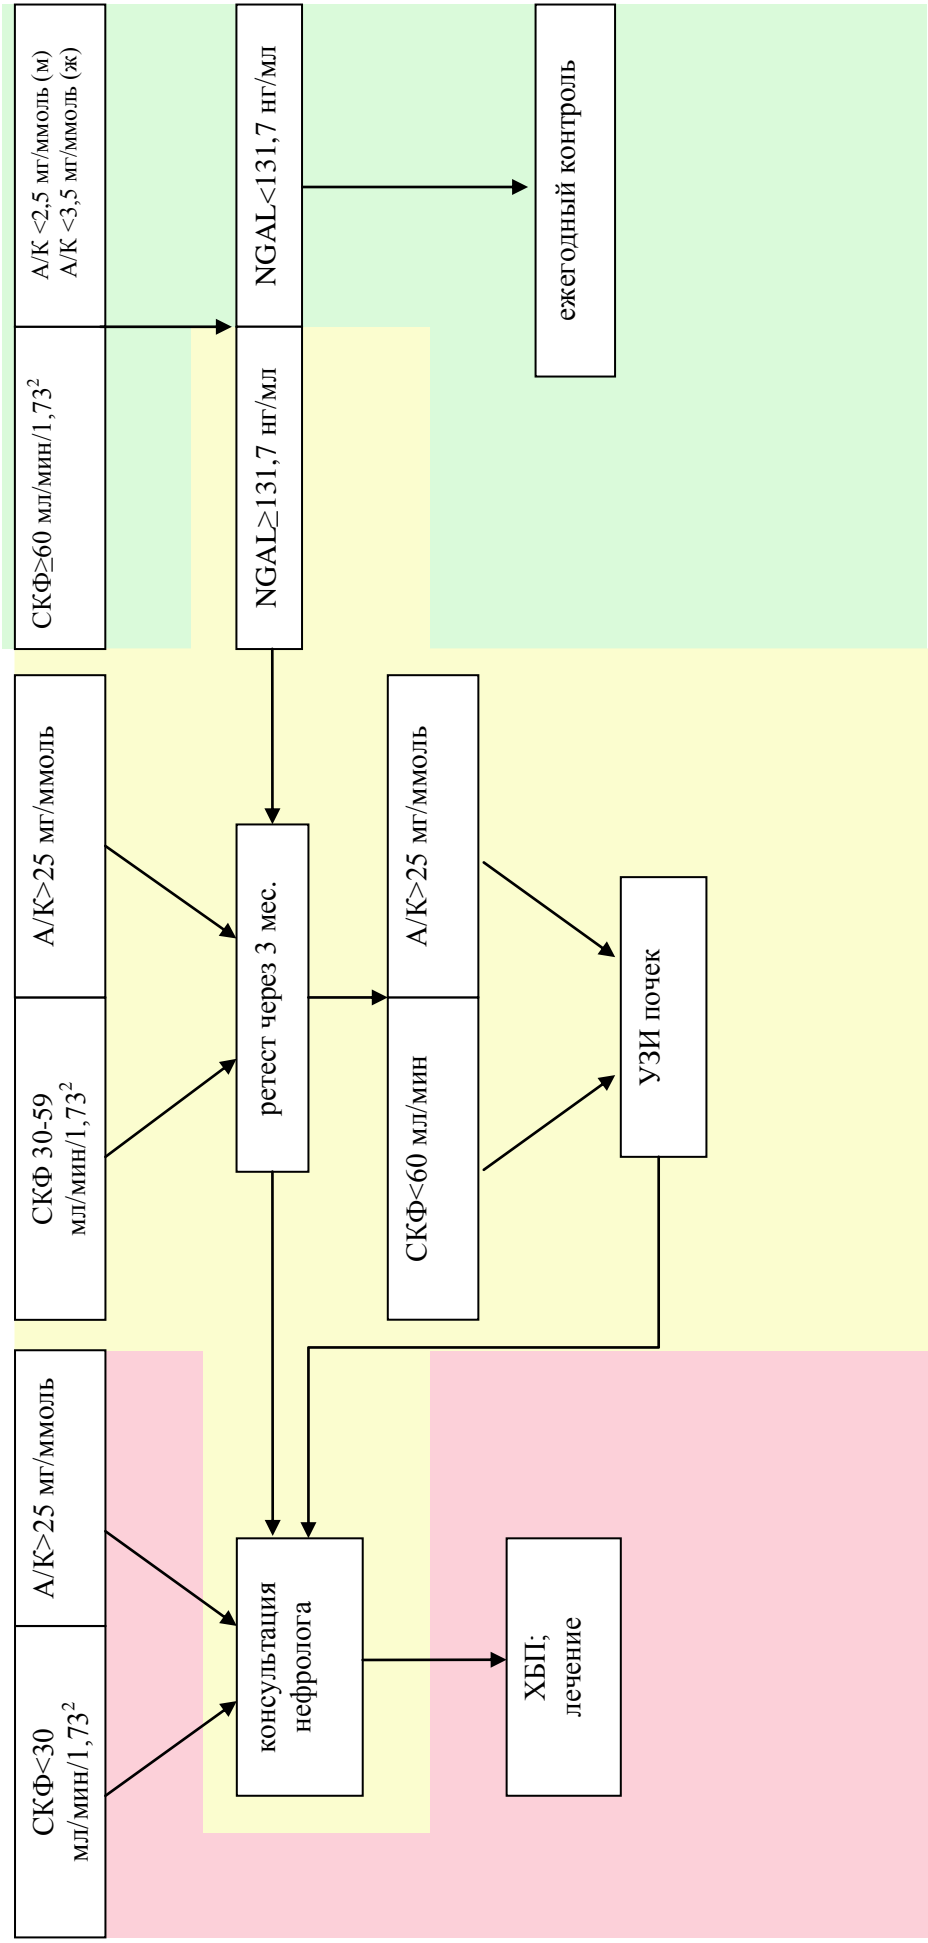 СКФ<30
мл/мин/1,73²
А/К>25 мг/ммоль
СКФ 30-59
мл/мин/1,73²
А/К>25 мг/ммоль
СКФ≥60 мл/мин/1,73²
А/К <2,5 мг/ммоль (м)
А/К <3,5 мг/ммоль (ж)
консультация
нефролога
ретест через 3 мес.
NGAL≥131,7 нг/мл
NGAL<131,7 нг/мл
СКФ<60 мл/мин
А/К>25 мг/ммоль
ХБП;
лечение
УЗИ почек
ежегодный контроль